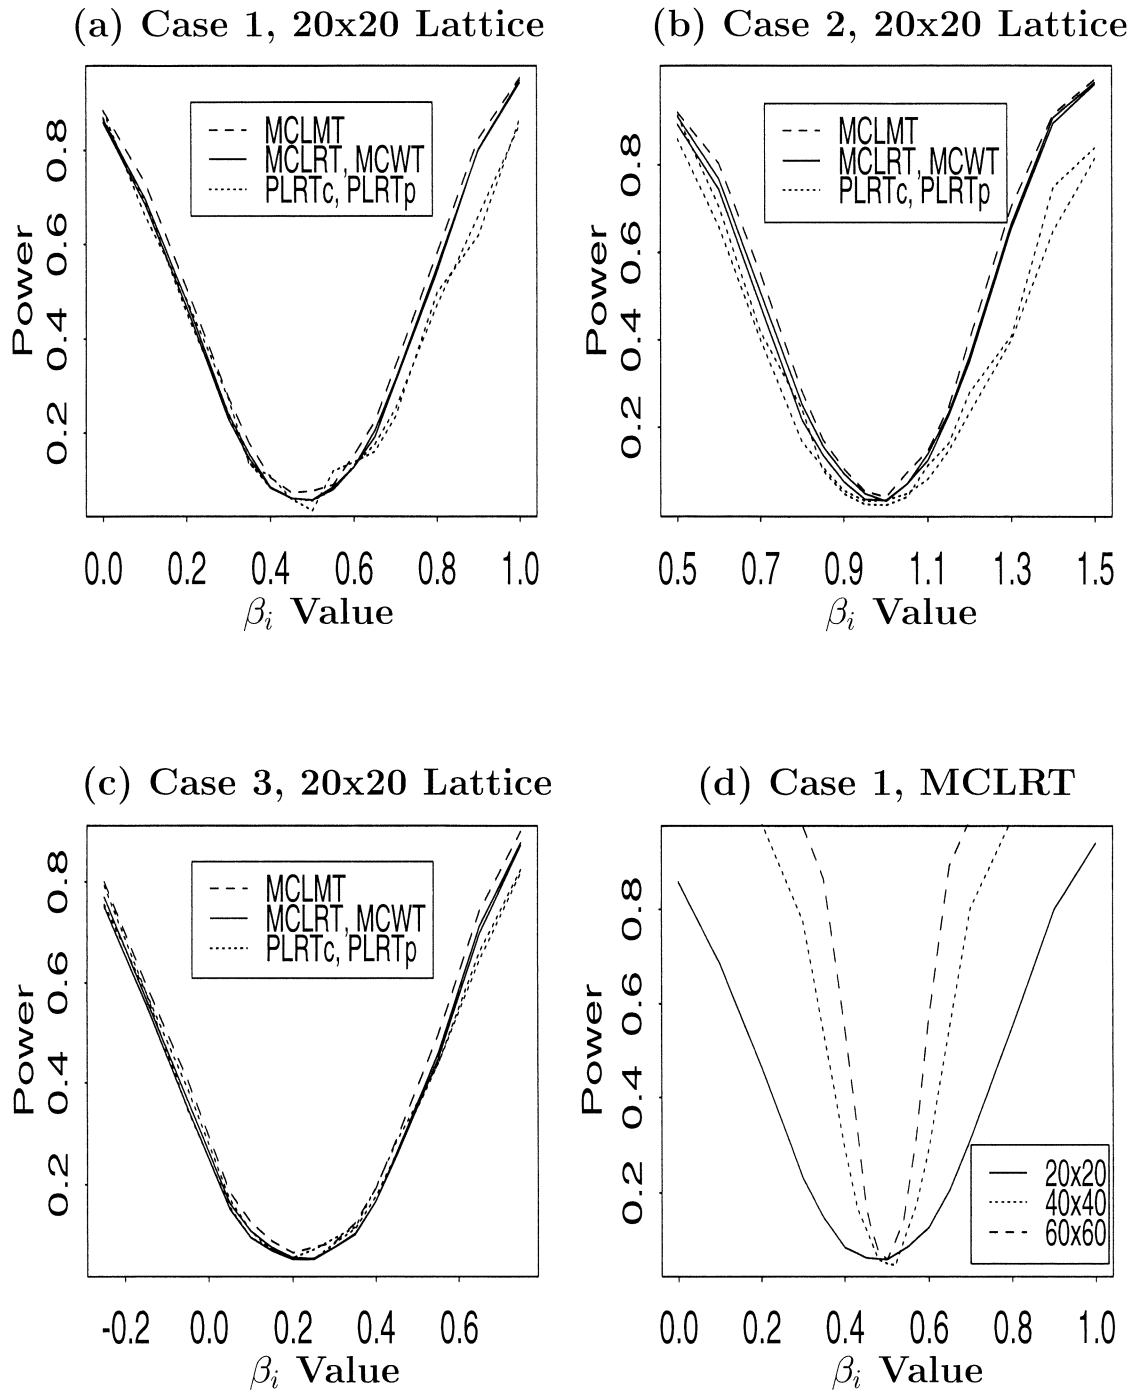 (a) Case 1, 20x20 Lattice
MCLMT
MCLRT, MCWT
PLRTc, PLRTp
Power
0.2
0.4
0.6
0.8
0.0 0.2 0.4 0.6 0.8 1.0
βi Value
(b) Case 2, 20x20 Lattice
MCLMT
MCLRT, MCWT
PLRTc, PLRTp
Power
0.2
0.4
0.6
0.8
0.5 0.7 0.9 1.1 1.3 1.5
βi Value
(c) Case 3, 20x20 Lattice
MCLMT
MCLRT, MCWT
PLRTc, PLRTp
Power
0.2
0.4
0.6
0.8
-0.2 0.0 0.2 0.4 0.6
βi Value
(d) Case 1, MCLRT
Power
0.2
0.4
0.6
0.8
20x20
40x40
60x60
0.0 0.2 0.4 0.6 0.8 1.0
βi Value